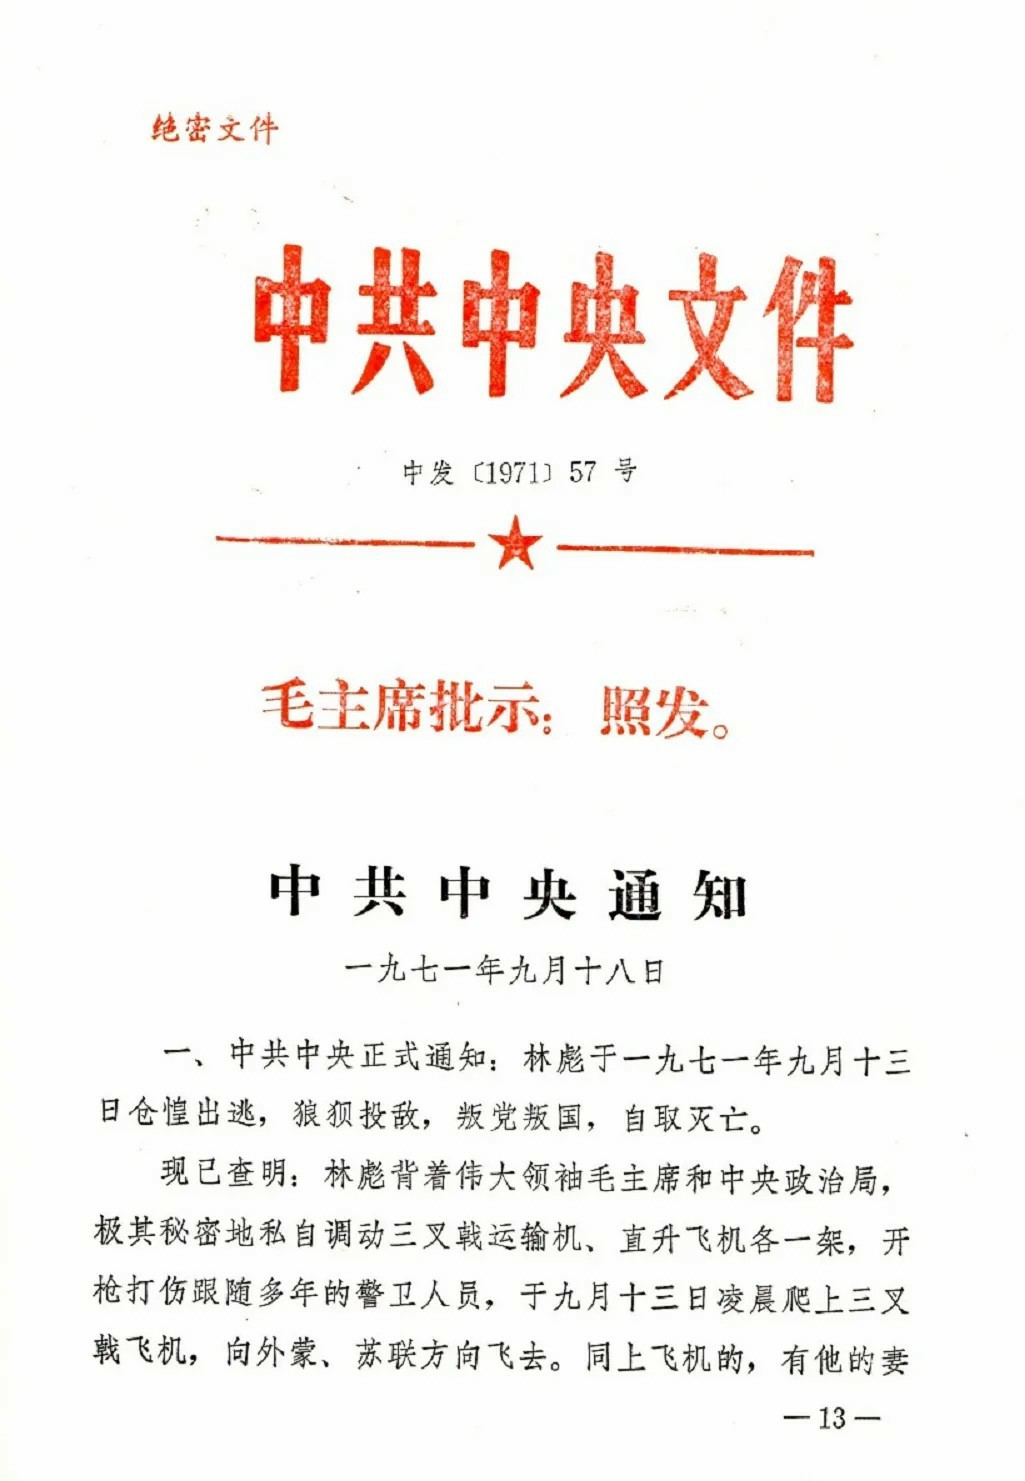 绝密文件
中共中央文件
中发〔1971〕57 号
毛主席批示：照发。
中共中央通知
一九七一年九月十八日
一、中共中央正式通知：林彪于一九七一年九月十三
日仓惶出逃，狼狈投敌，叛党叛国，自取灭亡。
现已查明：林彪背着伟大领袖毛主席和中央政治局，
极其秘密地私自调动三叉戟运输机、直升飞机各一架，开
枪打伤跟随多年的警卫人员，于九月十三日凌晨爬上三叉
戟飞机，向外蒙、苏联方向飞去。同上飞机的，有他的妻
—13—